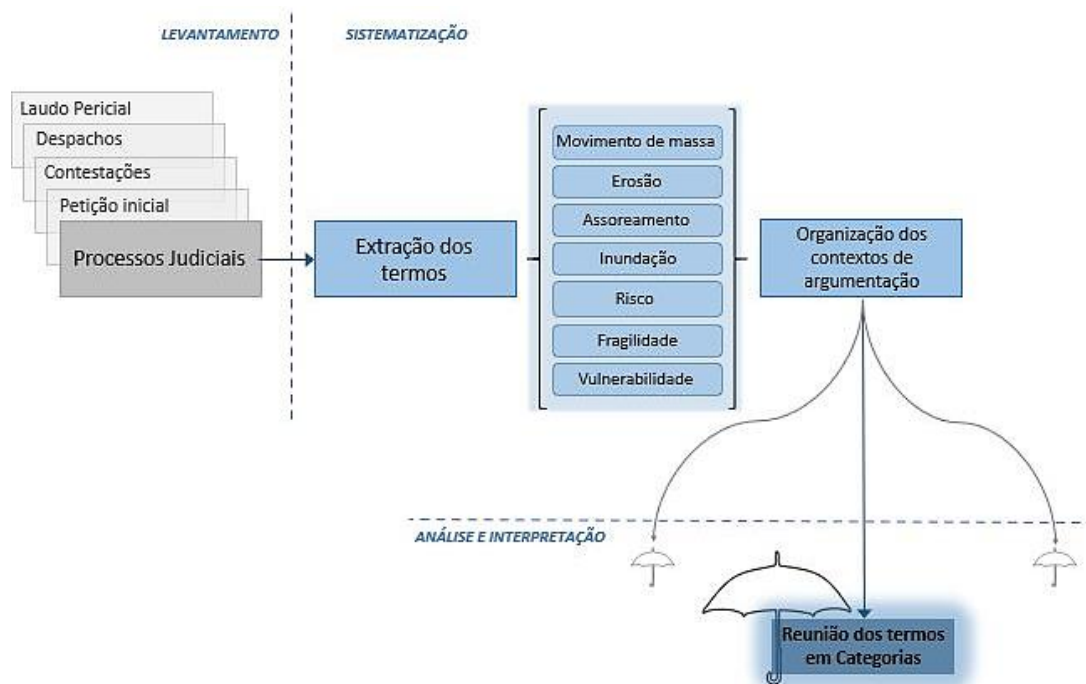 LEVANTAMENTO
SISTEMATIZAÇÃO
Laudo Pericial
Despachos
Contestações
Petição inicial
Processos Judiciais
Extração dos
termos
Movimento de massa
Erosão
Assoreamento
Inundação
Risco
Fragilidade
Vulnerabilidade
Organização dos
contextos de
argumentação
ANÁLISE E INTERPRETAÇÃO
Reunião dos termos
em Categorias